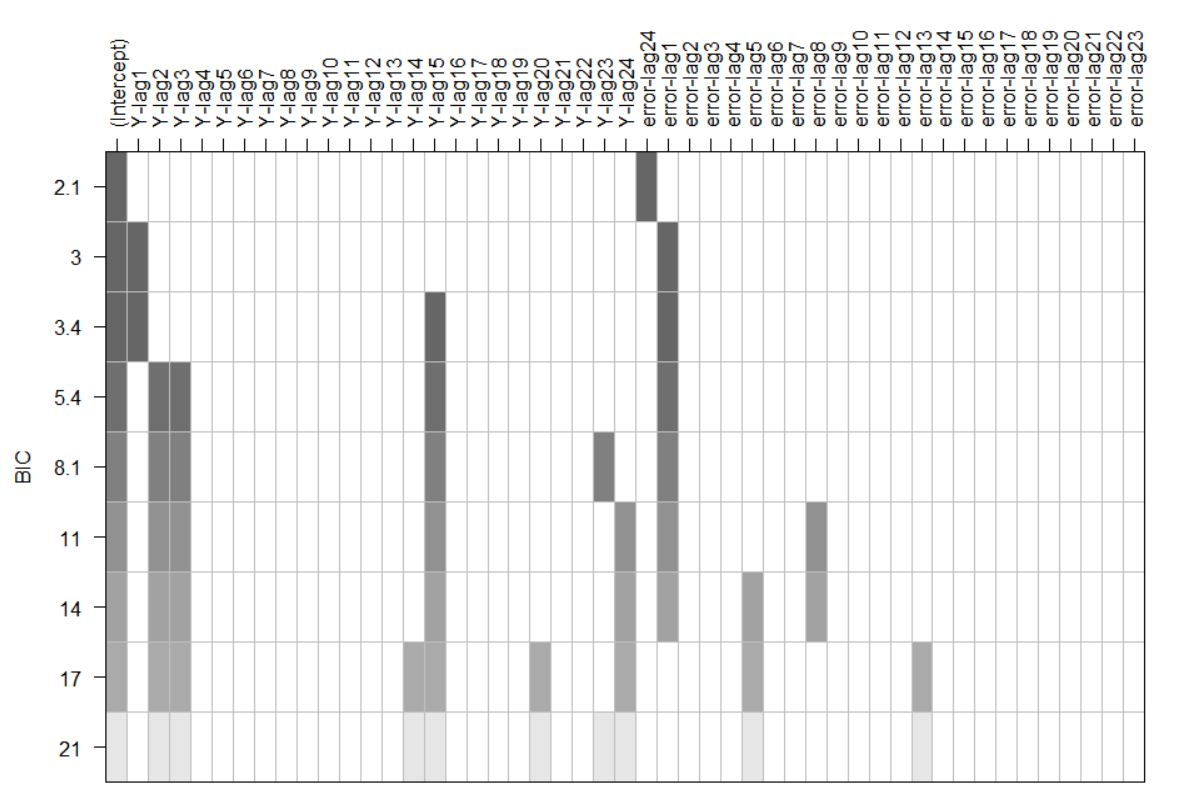 (Intercept)
Y-lag1
Y-lag2
Y-lag3
Y-lag4
Y-lag5
Y-lag6
Y-lag7
Y-lag8
Y-lag9
Y-lag10
Y-lag11
Y-lag12
Y-lag13
Y-lag14
Y-lag15
Y-lag16
Y-lag17
Y-lag18
Y-lag19
Y-lag20
Y-lag21
Y-lag22
Y-lag23
Y-lag24
error-lag24
error-lag1
error-lag2
error-lag3
error-lag4
error-lag5
error-lag6
error-lag7
error-lag8
error-lag9
error-lag10
error-lag11
error-lag12
error-lag13
error-lag14
error-lag15
error-lag16
error-lag17
error-lag18
error-lag19
error-lag20
error-lag21
error-lag22
error-lag23
BIC
2.1
3
3.4
5.4
8.1
11
14
17
21